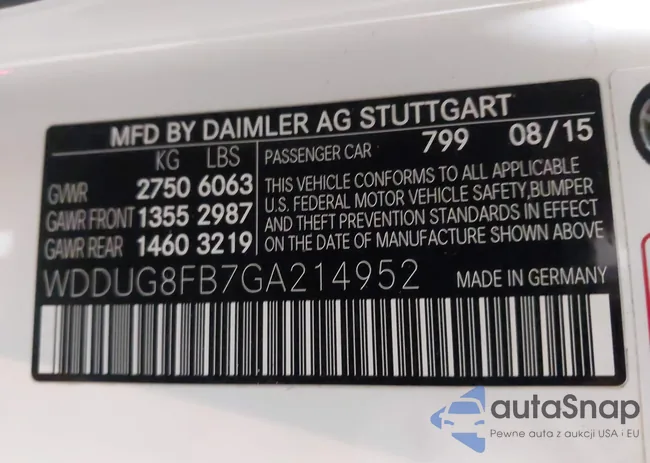 MFD BY DAIMLER AG STUTTGART
KG LBS
GVWR 2750 6063
GAWR FRONT 1355 2987
GAWR REAR 1460 3219
PASSENGER CAR 799 08/15
THIS VEHICLE CONFORMS TO ALL APPLICABLE
U.S. FEDERAL MOTOR VEHICLE SAFETY, BUMPER
AND THEFT PREVENTION STANDARDS IN EFFECT
ON THE DATE OF MANUFACTURE SHOWN ABOVE
WDDUG8FB7GA214952 MADE IN GERMANY
autaSnap
Pewne auta z aukcji USA i EU